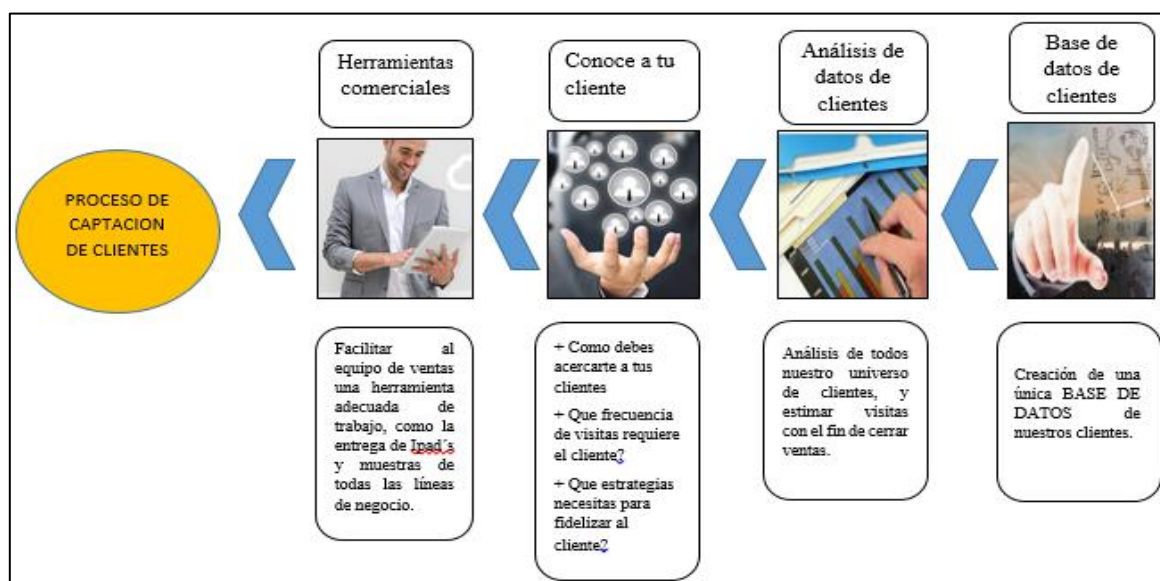 Herramientas
comerciales
Conoce a tu
cliente
Análisis de
datos de
clientes
Base de
datos de
clientes
PROCESO DE
CAPTACION
DE CLIENTES
Facilitar al
equipo de ventas
una herramienta
adecuada de
trabajo, como la
entrega de Ipad´s
y muestras de
todas las líneas
de negocio.
+ Como debes
acercarte a tus
clientes
+ Que frecuencia
de visitas requiere
el cliente?
+ Que estrategias
necesitas para
fidelizar al
cliente?
Análisis de todos
nuestro universo
de clientes, y
estimar visitas
con el fin de cerrar
ventas.
Creación de una
única BASE DE
DATOS de
nuestros clientes.